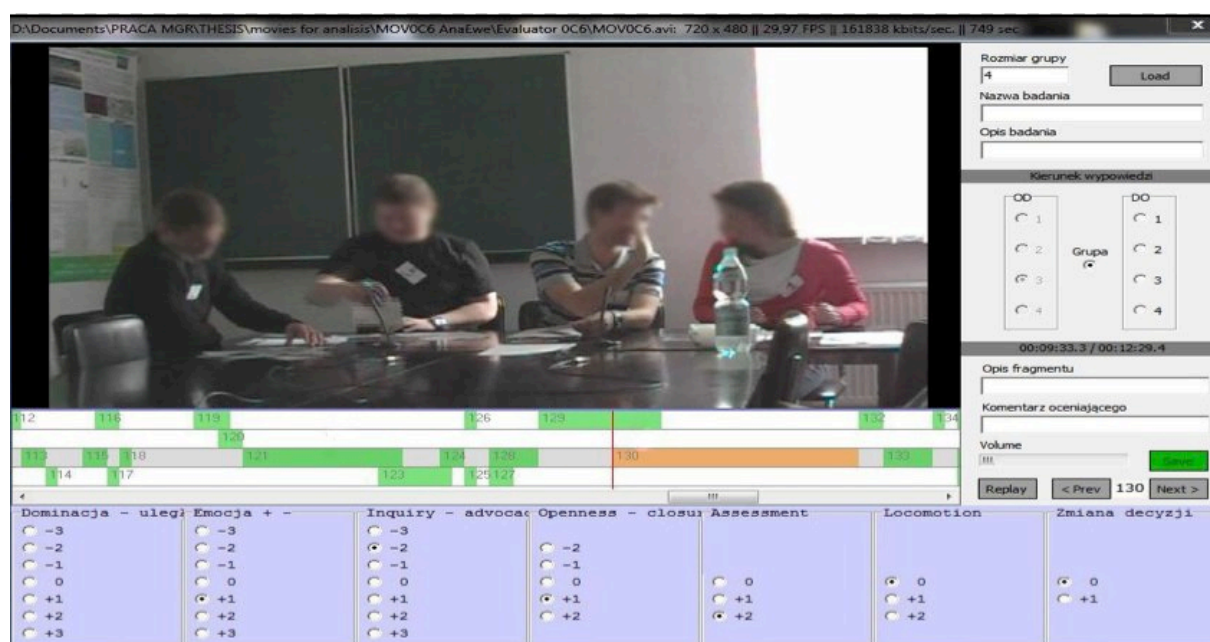 D:\Documents\PRACA MGR\THESIS\movies for analisis\MOV0C6 AnaEwe\Evaluator 0C6\MOV0C6.avi: 720 x 480 || 29,97 FPS || 161838 kbits/sec. || 749 sec
Rozmiar grupy
4
Load
Nazwa badania
Opis badania
Kierunek wypowiedzi
OD DO
1 1
2 Grupa 2
3 3
4 4
00:09:33.3 / 00:12:29.4
Opis fragmentu
Komentarz oceniającego
Volume
Save
Replay < Prev 130 Next >
112 116 119 126 129 132 134
120
113 115 118 121 124 128 130 133
114 117 123 125 127
Dominacja - uleg Emocja + - Inquiry - advoca Openness - closu Assessment Locomotion Zmiana decyzji
-3 -3 -3
-2 -2 -2 -2
-1 -1 -1 -1
0 0 0 0 0 0 0
+1 +1 +1 +1 +1 +1 +1
+2 +2 +2 +2 +2 +2
+3 +3 +3